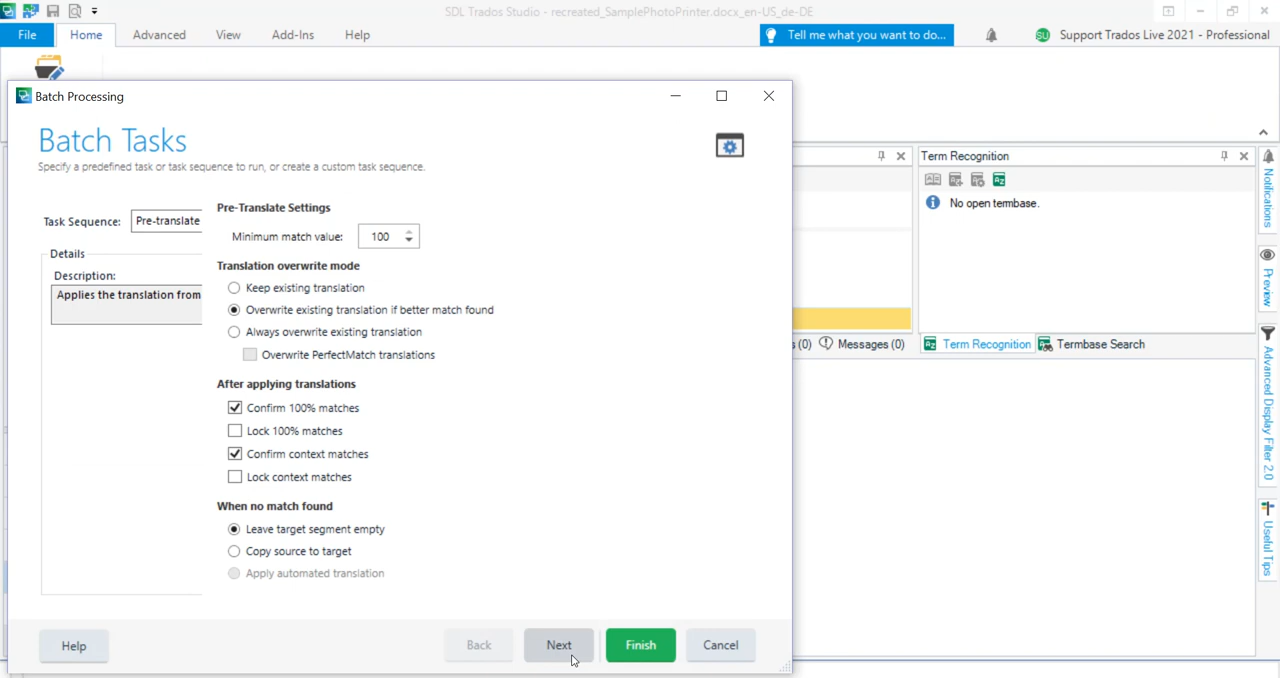 SDL Trados Studio - recreated_SamplePhotoPrinter.docx_en-US_de-DE
File Home Advanced View Add-Ins Help Tell me what you want to do... SU Support Trados Live 2021 - Professional
Batch Processing
Batch Tasks
Specify a predefined task or task sequence to run, or create a custom task sequence.
Task Sequence: Pre-translate
Details
Description:
Applies the translation from
Pre-Translate Settings
Minimum match value: 100
Translation overwrite mode
Keep existing translation
Overwrite existing translation if better match found
Always overwrite existing translation
Overwrite PerfectMatch translations
After applying translations
Confirm 100% matches
Lock 100% matches
Confirm context matches
Lock context matches
When no match found
Leave target segment empty
Copy source to target
Apply automated translation
Help Back Next Finish Cancel
s (0) Messages (0)
Term Recognition
No open termbase.
Term Recognition Termbase Search
Notifications
Preview
Advanced Display Filter 2.0
Useful Tips